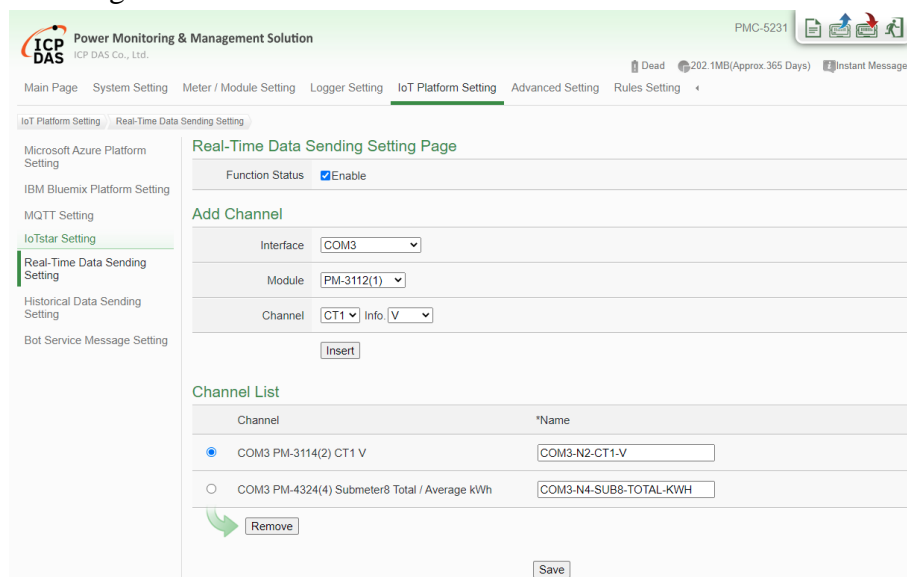 PMC-5231
ICP DAS
Power Monitoring & Management Solution
ICP DAS Co., Ltd.
Dead 202.1MB(Approx.365 Days) Instant Message
Main Page System Setting Meter / Module Setting Logger Setting IoT Platform Setting Advanced Setting Rules Setting
IoT Platform Setting Real-Time Data Sending Setting
Microsoft Azure Platform
Setting
IBM Bluemix Platform Setting
MQTT Setting
IoTstar Setting
Real-Time Data Sending
Setting
Historical Data Sending
Setting
Bot Service Message Setting
Real-Time Data Sending Setting Page
Function Status Enable
Add Channel
Interface COM3
Module PM-3112(1)
Channel CT1 Info. V
Insert
Channel List
Channel *Name
COM3 PM-3114(2) CT1 V COM3-N2-CT1-V
COM3 PM-4324(4) Submeter8 Total / Average kWh COM3-N4-SUB8-TOTAL-KWH
Remove
Save